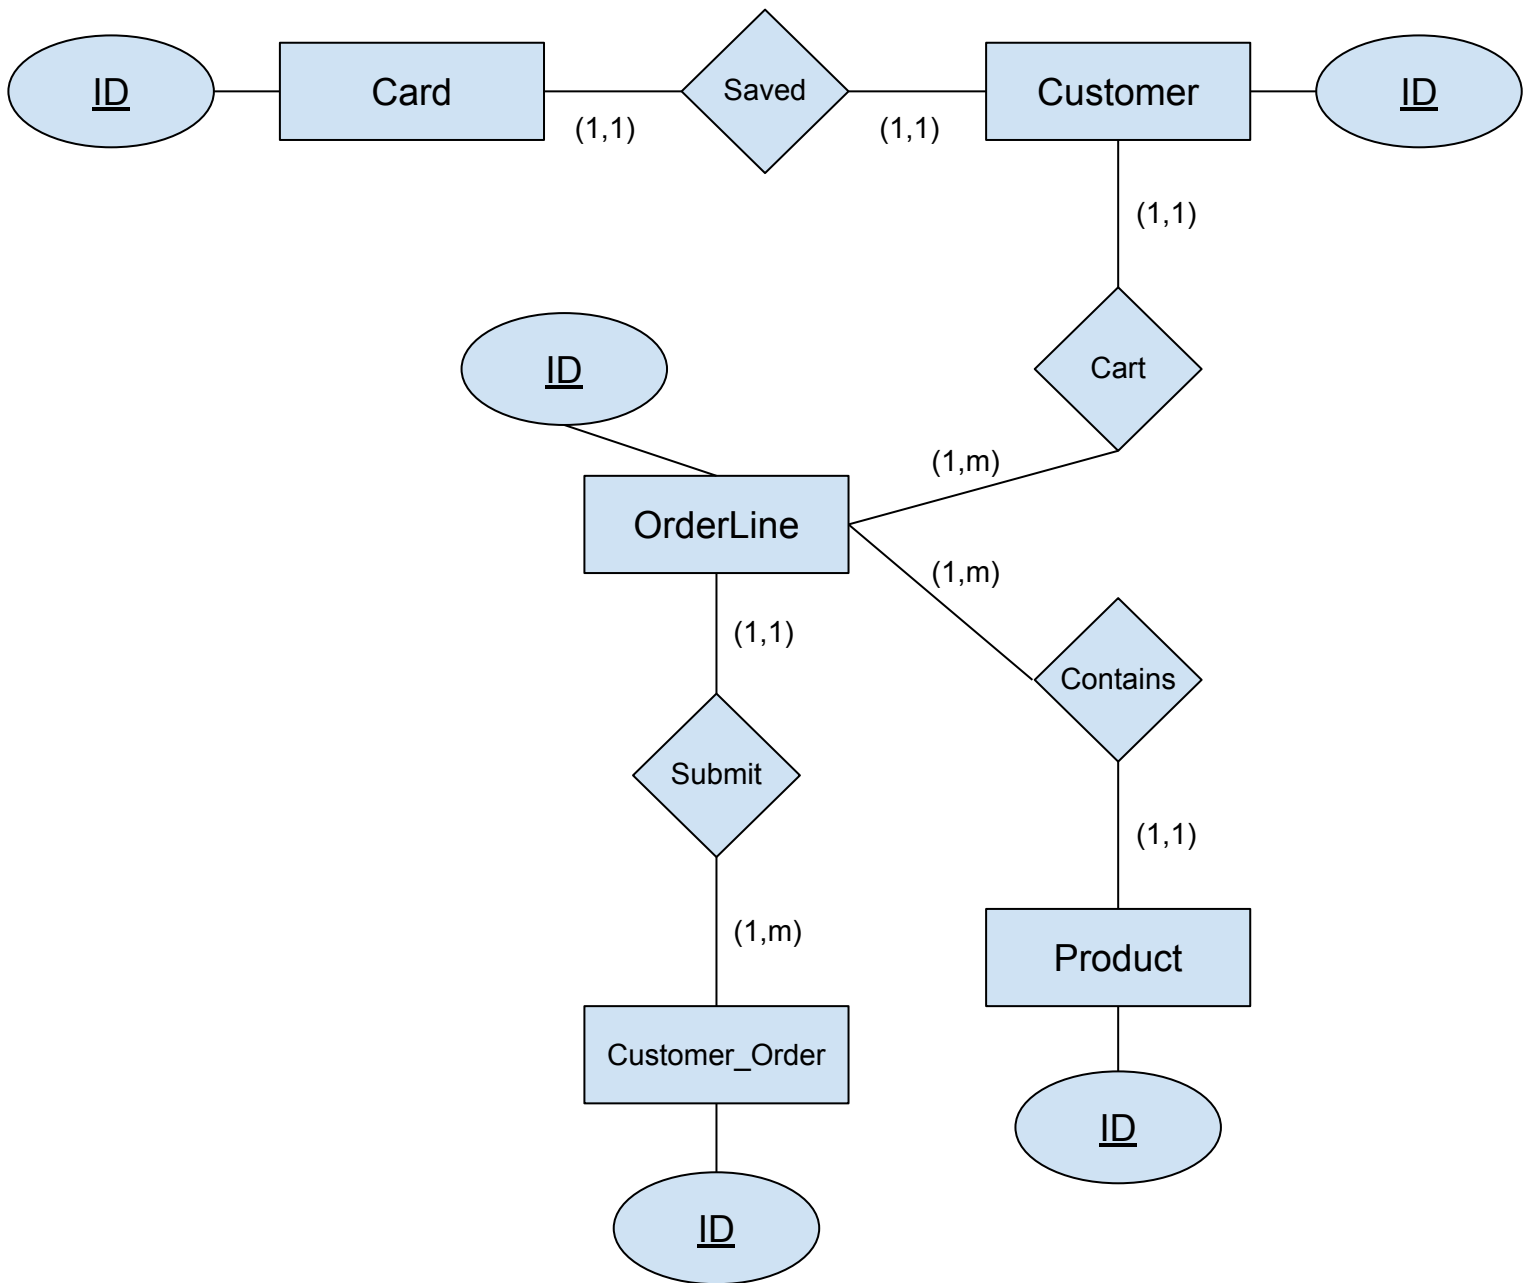 ID
Card
Saved
Customer
ID
(1,1)
(1,1)
(1,1)
Cart
ID
(1,m)
OrderLine
(1,m)
(1,1)
Contains
Submit
(1,1)
(1,m)
Product
Customer_Order
ID
ID